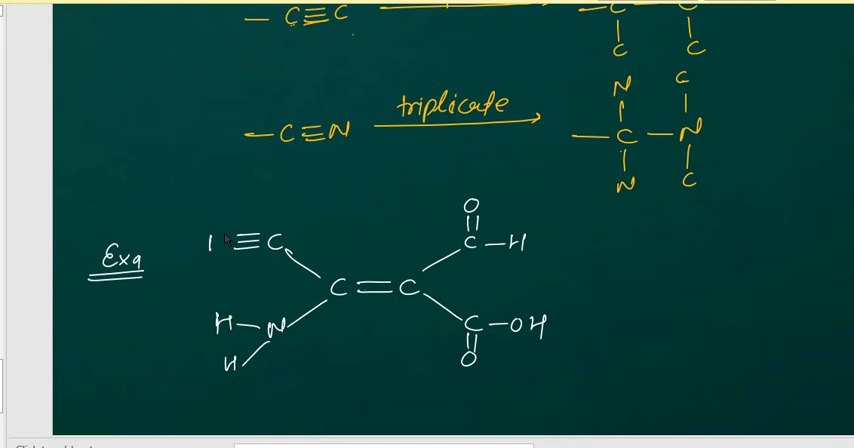 — C≡C
— C
C
C
C
N
C
— C≡N
triplicate
— C — N
N
C
O
Exa
≡ C
C — H
C = C
H — N
C — OH
H
O